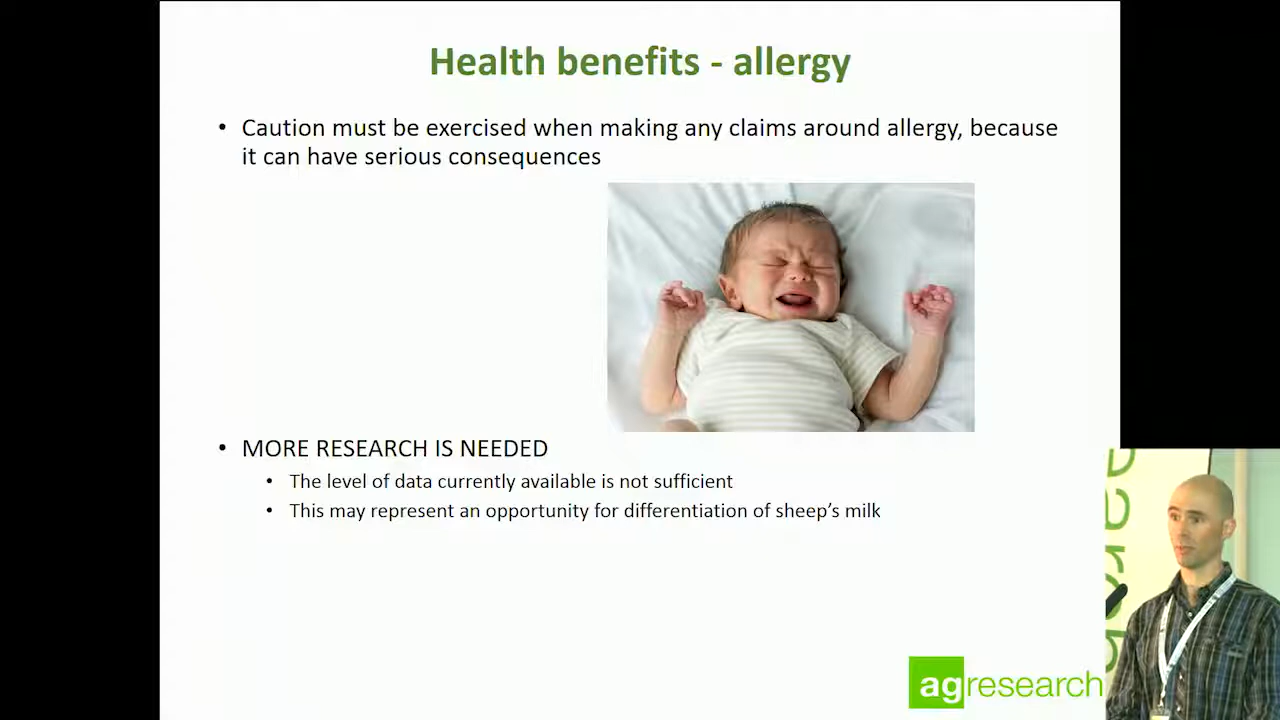 Health benefits - allergy
• Caution must be exercised when making any claims around allergy, because
it can have serious consequences
• MORE RESEARCH IS NEEDED
• The level of data currently available is not sufficient
• This may represent an opportunity for differentiation of sheep's milk
agresearch